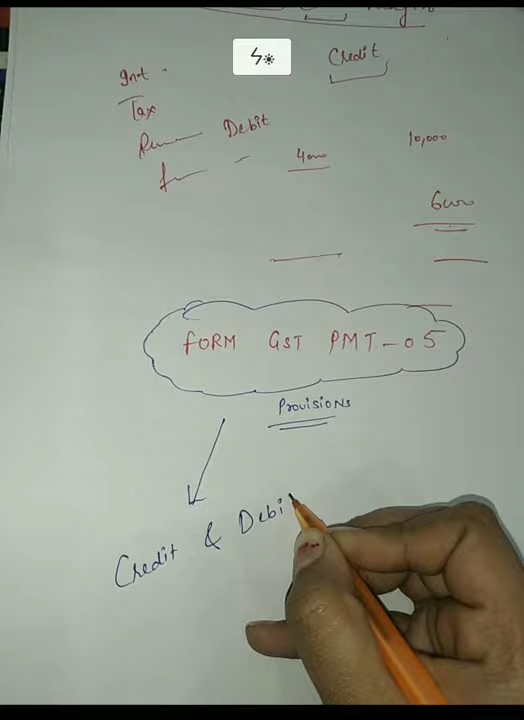 Credit
Int
Tax
Debit
4000
10,000
6000
FORM GST PMT-05
Provisions
Credit & Debi